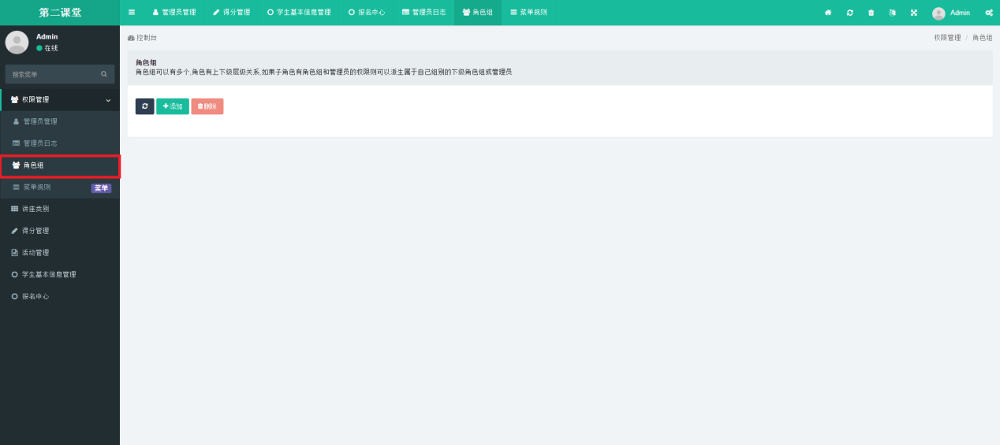 第二课堂
管理员管理
得分管理
学生基本信息管理
报名中心
管理员日志
角色组
菜单规则
Admin
Admin
在线
搜索菜单
权限管理
管理员管理
管理员日志
角色组
菜单规则 菜单
讲座类别
得分管理
活动管理
学生基本信息管理
报名中心
控制台
权限管理 / 角色组
角色组
角色组可以有多个,角色有上下级层级关系,如果子角色有角色组和管理员的权限则可以派生属于自己组别的下级角色组或管理员
添加
删除